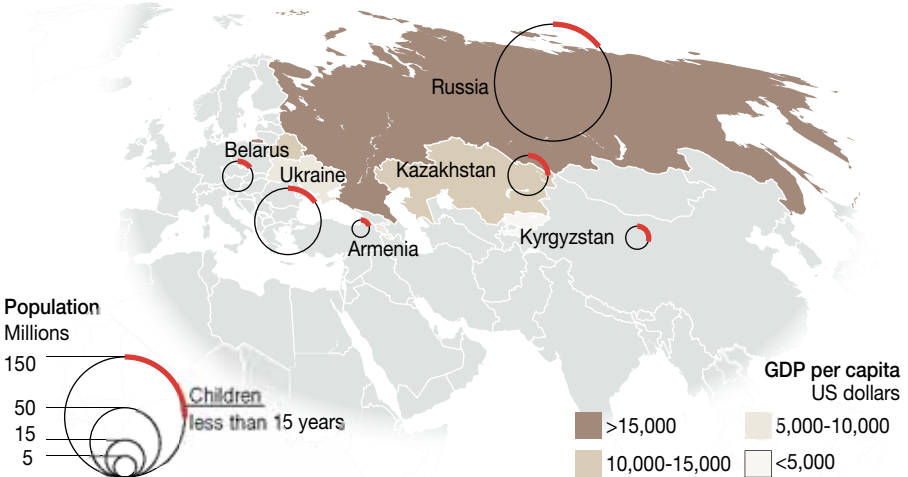 Russia
Belarus
Kazakhstan
Ukraine
Kyrgyzstan
Armenia
Population
Millions
150
50
15
5
Children
less than 15 years
GDP per capita
US dollars
>15,000
5,000-10,000
10,000-15,000
<5,000